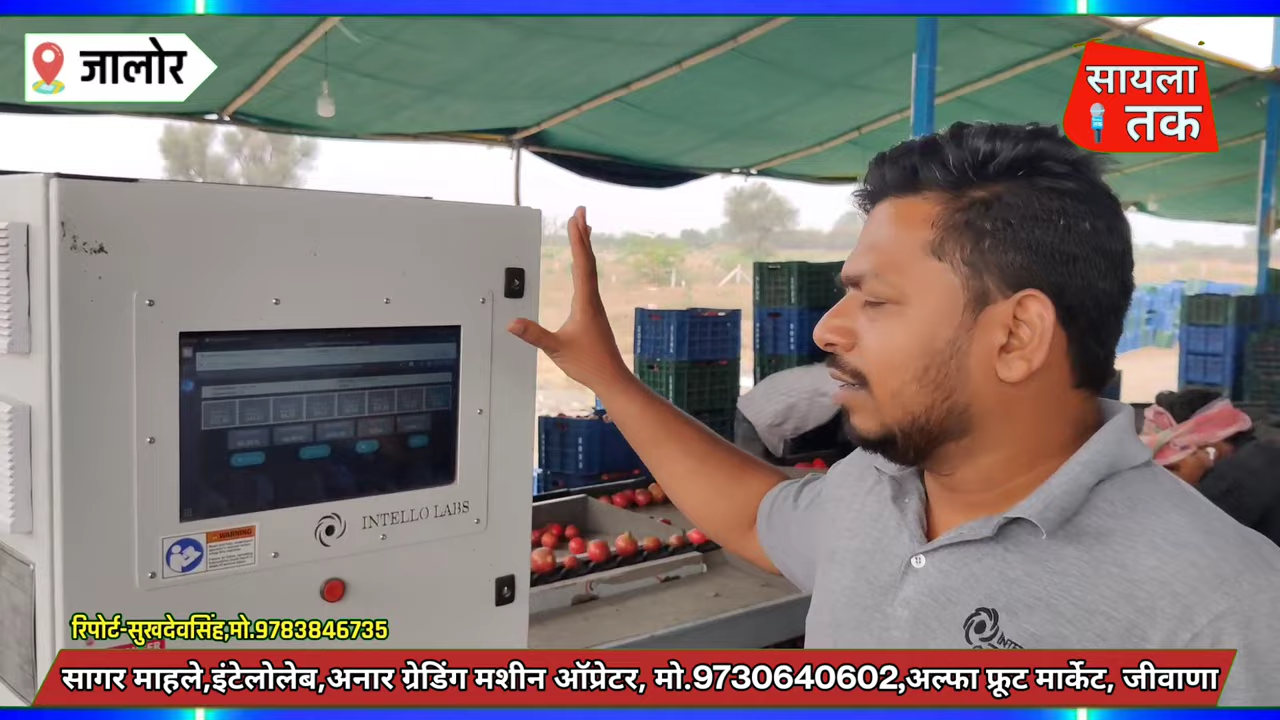 जालोर
सायला
तक
INTELLO LABS
WARNING
रिपोर्ट-सुखदेवसिंह,मो.9783846735
सागर माहले,इंटेलोलेब,अनार ग्रेडिंग मशीन ऑप्रेटर, मो.9730640602,अल्फा फ्रूट मार्केट, जीवाणा